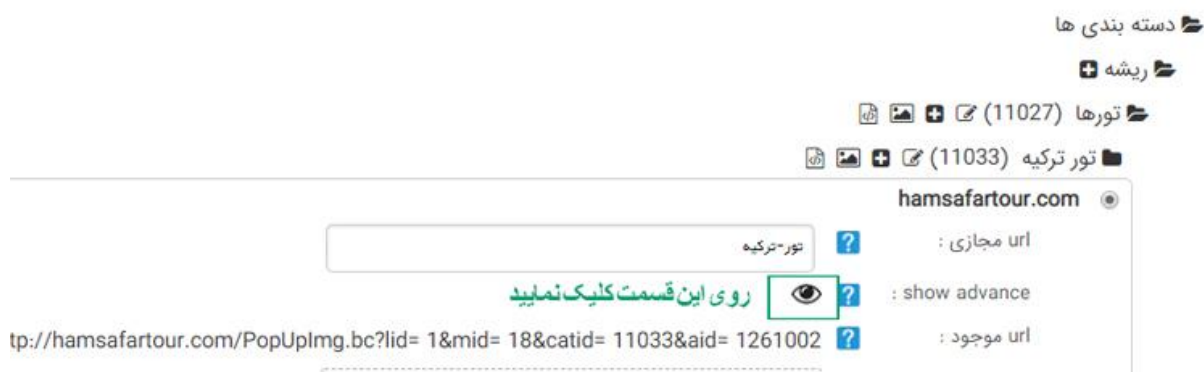 دسته بندی ها
ریشه
تورها (11027)
تور ترکیه (11033)
hamsafartour.com
url مجازی : تور-ترکیه
show advance : روی این قسمت کلیک نمایید
url موجود : tp://hamsafartour.com/PopUpImg.bc?lid= 1&mid= 18&catid= 11033&aid= 1261002